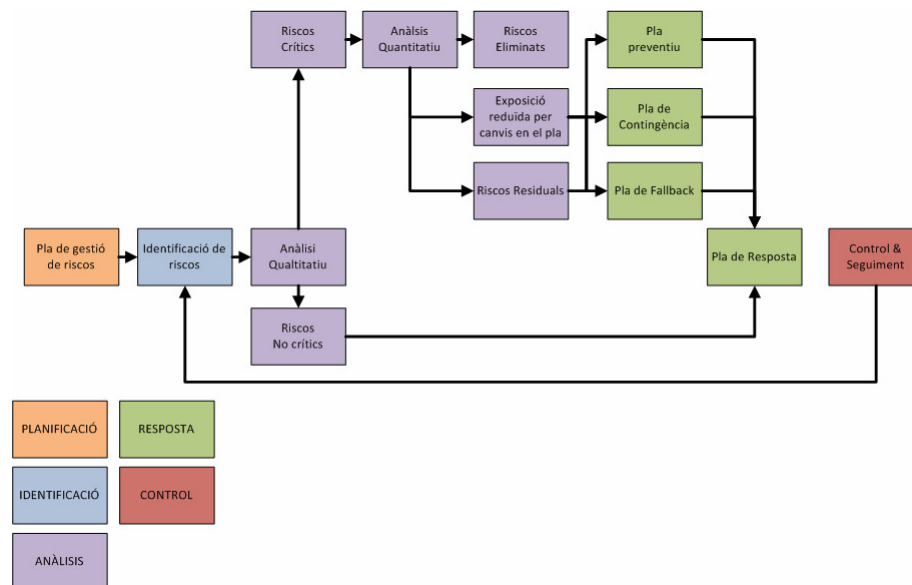 Riscos
Crítics
Anàlsis
Quantitatiu
Riscos
Eliminats
Pla
preventiu
Exposició
reduïda per
canvis en el pla
Pla de
Contingència
Riscos Residuals
Pla de Fallback
Pla de gestió
de riscos
Identificació de
riscos
Anàlisi
Qualtitatiu
Pla de Resposta
Control &
Seguiment
Riscos
No crítics
PLANIFICACIÓ
RESPOSTA
IDENTIFICACIÓ
CONTROL
ANÀLISIS